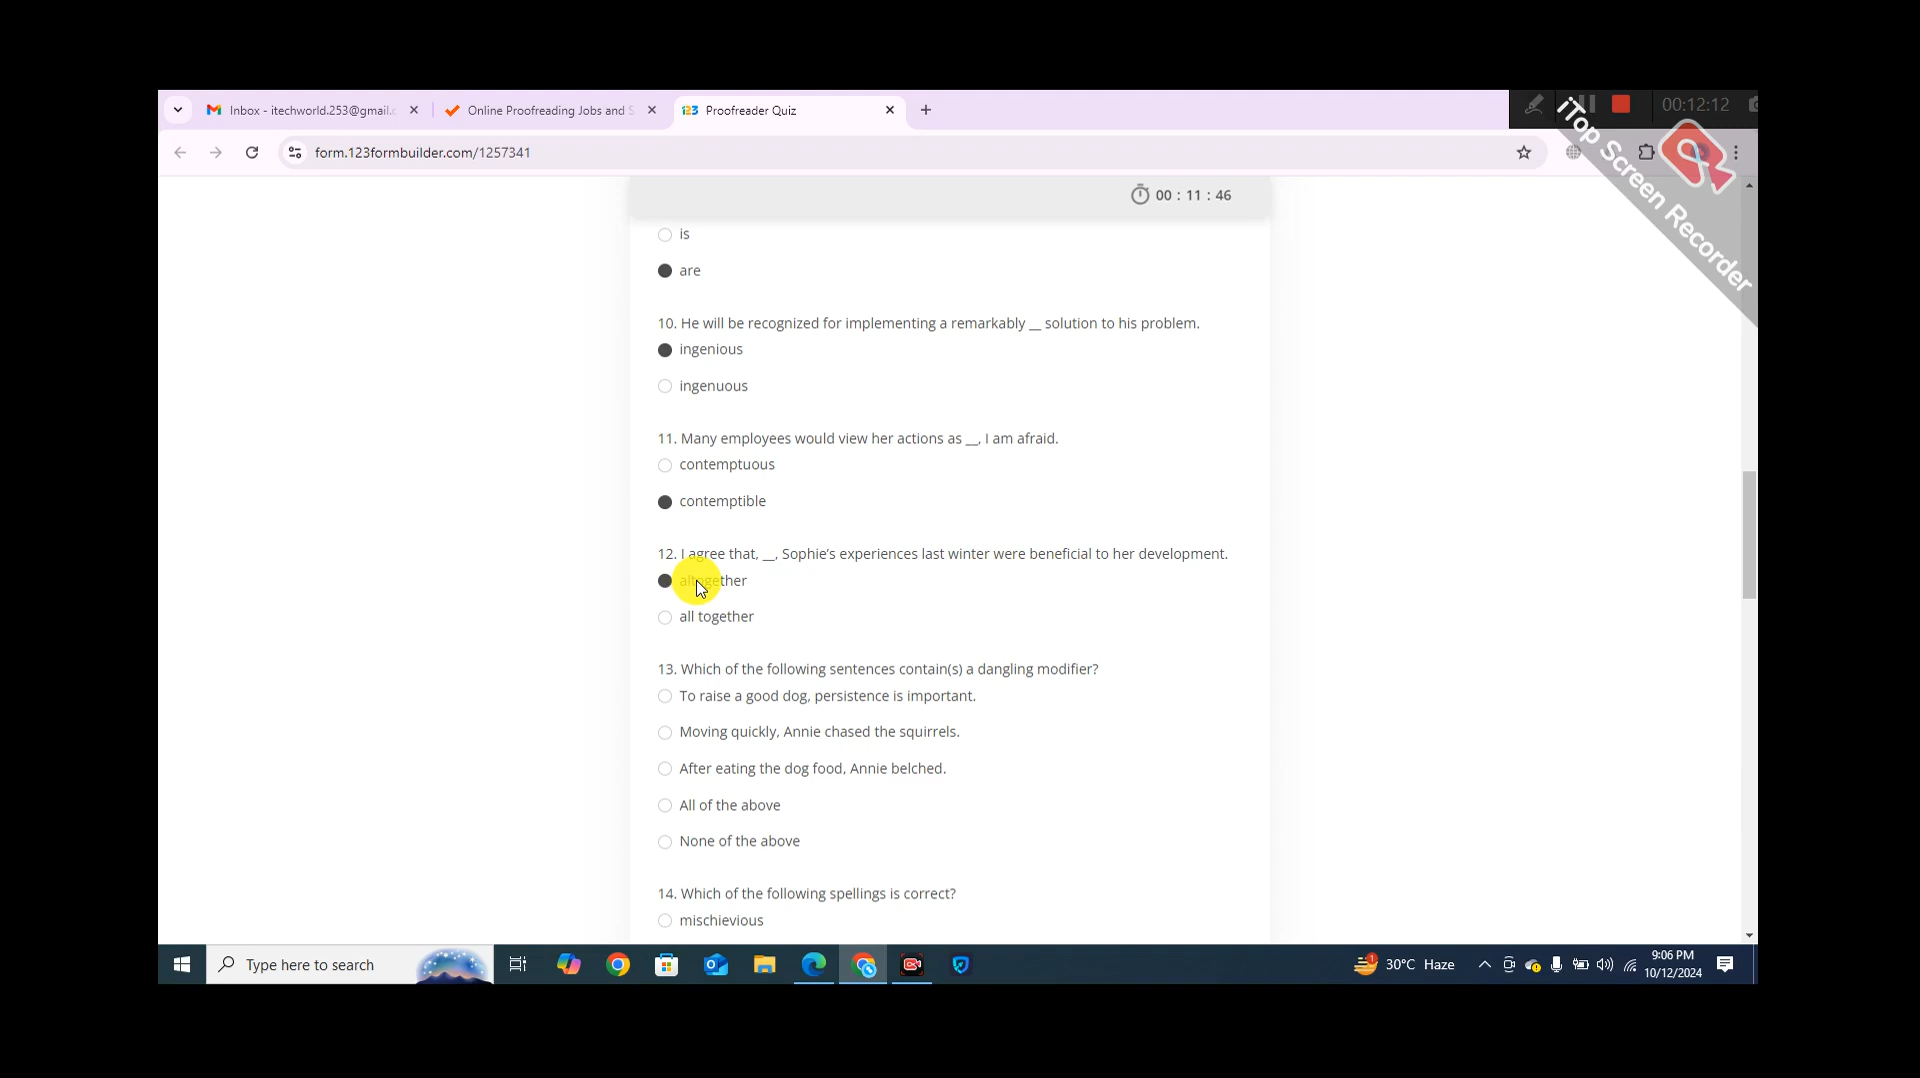 Inbox - itechworld.253@gmail.c
Online Proofreading Jobs and S
123 Proofreader Quiz
00:12:12
form.123formbuilder.com/1257341
iTop Screen Recorder
00 : 11 : 46
is
are
10. He will be recognized for implementing a remarkably __ solution to his problem.
ingenious
ingenuous
11. Many employees would view her actions as __, I am afraid.
contemptuous
contemptible
12. I agree that, __, Sophie's experiences last winter were beneficial to her development.
altogether
all together
13. Which of the following sentences contain(s) a dangling modifier?
To raise a good dog, persistence is important.
Moving quickly, Annie chased the squirrels.
After eating the dog food, Annie belched.
All of the above
None of the above
14. Which of the following spellings is correct?
mischievious
Type here to search
1
30°C Haze
9:06 PM
10/12/2024